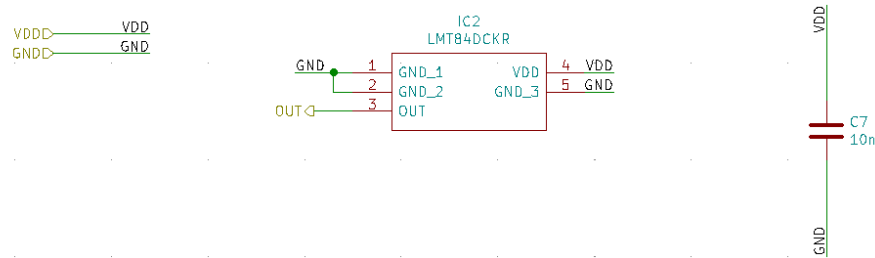 VDD VDD
GND GND
IC2
LMT84DCKR
GND 1 GND_1 VDD 4 VDD
2 GND_2 GND_3 5 GND
OUT 3 OUT
VDD
C7
10n
GND